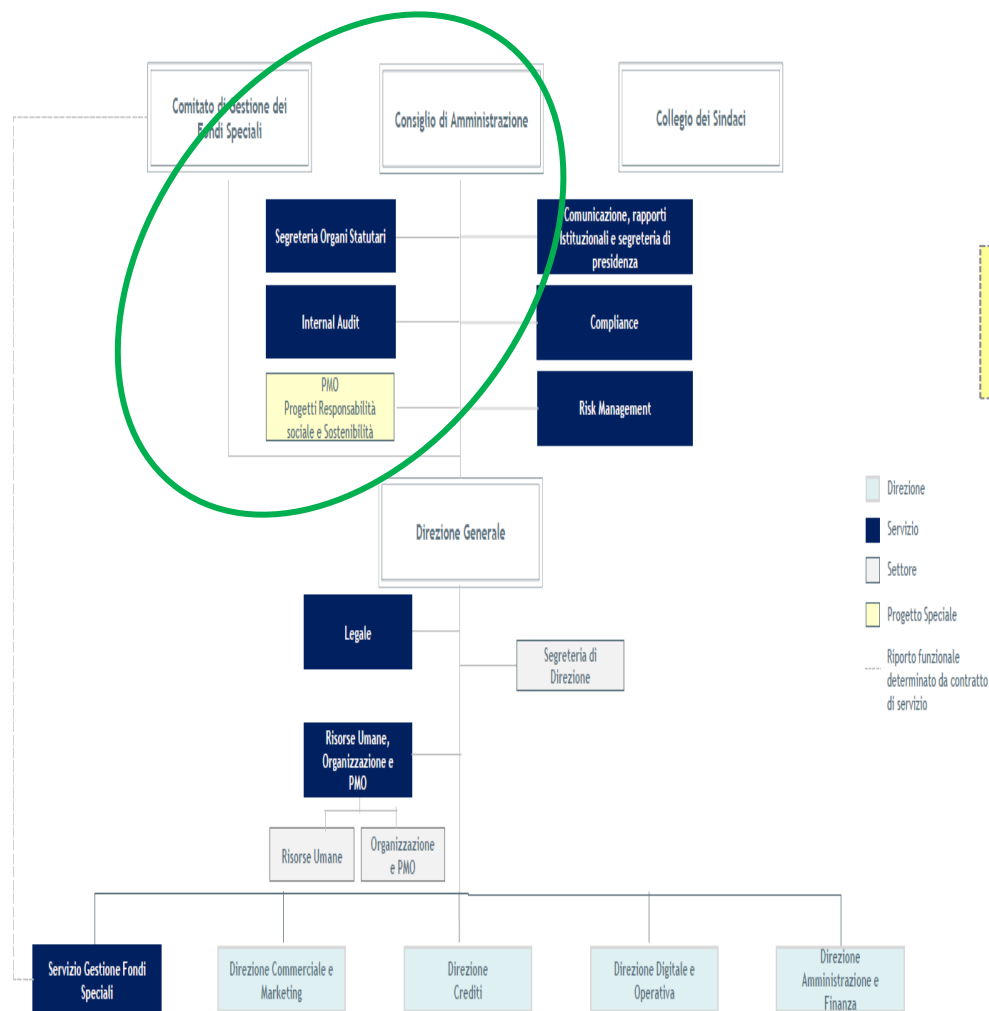 Comitato di Gestione dei
Fondi Speciali
Consiglio di Amministrazione
Collegio dei Sindaci
Segreteria Organi Statutari
Comunicazione, rapporti
istituzionali e segreteria di
presidenza
Internal Audit
Compliance
PMO
Progetti Responsabilità
sociale e Sostenibilità
Risk Management
Direzione Generale
Direzione
Servizio
Settore
Progetto Speciale
Riporto funzionale
determinato da contratto
di servizio
Legale
Segreteria di
Direzione
Risorse Umane,
Organizzazione e
PMO
Risorse Umane
Organizzazione
e PMO
Servizio Gestione Fondi
Speciali
Direzione Commerciale e
Marketing
Direzione
Crediti
Direzione Digitale e
Operativa
Direzione
Amministrazione e
Finanza